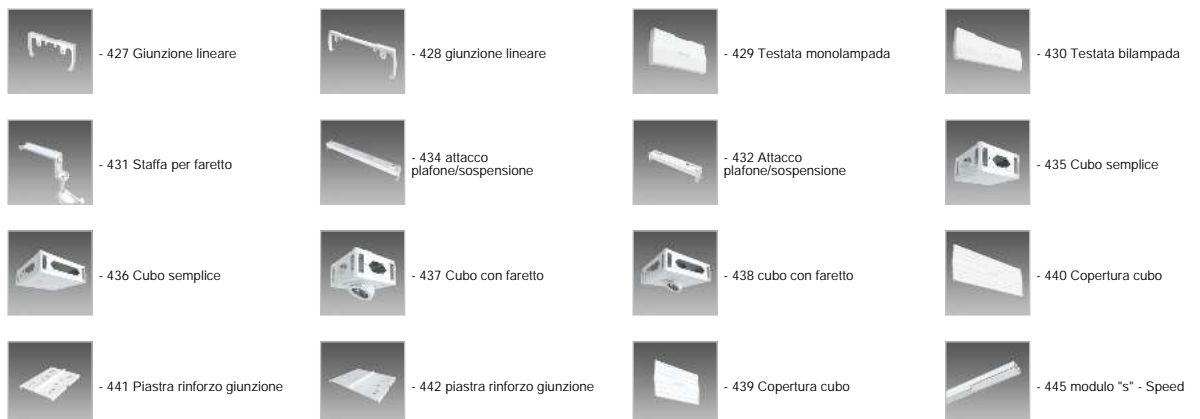 - 427 Giunzione lineare
- 428 giunzione lineare
- 429 Testata monolampada
- 430 Testata bilampada
- 431 Staffa per faretto
- 434 attacco
plafone/sospensione
- 432 Attacco
plafone/sospensione
- 435 Cubo semplice
- 436 Cubo semplice
- 437 Cubo con faretto
- 438 cubo con faretto
- 440 Copertura cubo
- 441 Piastra rinforzo giunzione
- 442 piastra rinforzo giunzione
- 439 Copertura cubo
- 445 modulo "s" - Speed